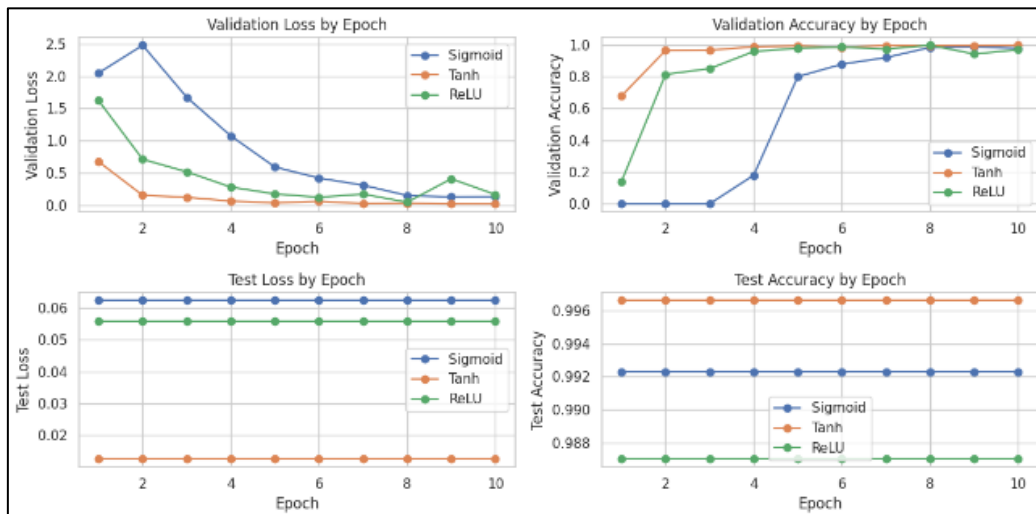 Validation Loss by Epoch
Validation Loss
2.5
2.0
1.5
1.0
0.5
0.0
Sigmoid
Tanh
ReLU
2 4 6 8 10
Epoch
Validation Accuracy by Epoch
Validation Accuracy
1.0
0.8
0.6
0.4
0.2
0.0
Sigmoid
Tanh
ReLU
2 4 6 8 10
Epoch
Test Loss by Epoch
Test Loss
0.06
0.05
0.04
0.03
0.02
Sigmoid
Tanh
ReLU
2 4 6 8 10
Epoch
Test Accuracy by Epoch
Test Accuracy
0.996
0.994
0.992
0.990
0.988
Sigmoid
Tanh
ReLU
2 4 6 8 10
Epoch